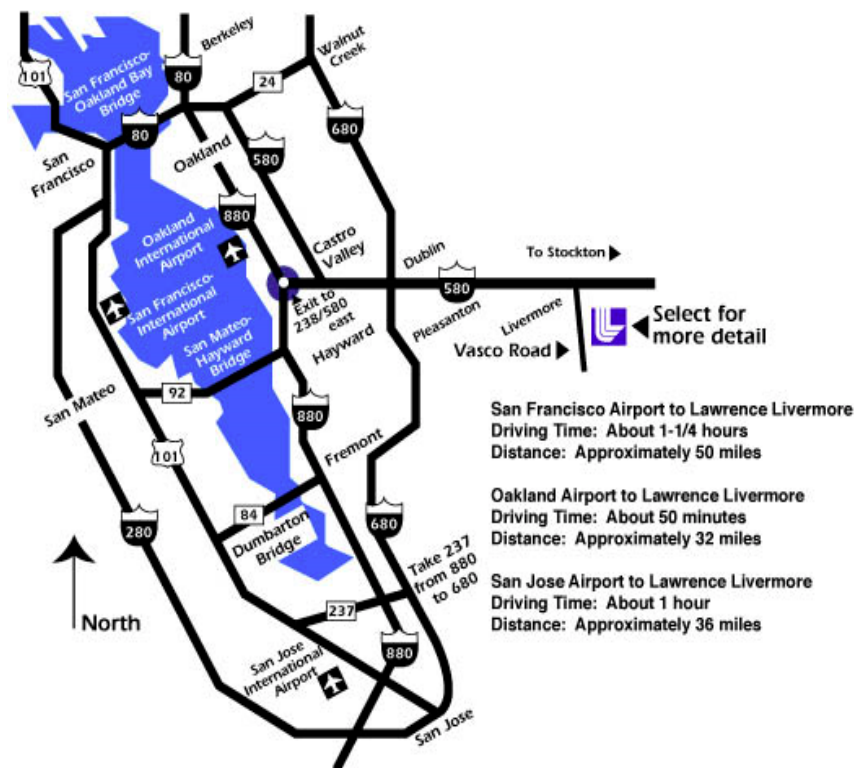 Berkeley
101
San Francisco-
Oakland Bay
Bridge
80
24
Walnut
Creek
80
680
San
Francisco
Oakland
580
880
Oakland
International
Airport
Castro
Valley
Dublin
To Stockton
580
San Francisco-
International
Airport
Exit to
238/580
east
Pleasanton
Livermore
Select for
more detail
San Mateo-
Hayward
Bridge
Hayward
Vasco Road
San Mateo
92
880
San Francisco Airport to Lawrence Livermore
Driving Time: About 1-1/4 hours
Distance: Approximately 50 miles
101
Fremont
Oakland Airport to Lawrence Livermore
Driving Time: About 50 minutes
Distance: Approximately 32 miles
280
84
Dumbarton
Bridge
680
Take 237
from 880
to 680
San Jose Airport to Lawrence Livermore
Driving Time: About 1 hour
Distance: Approximately 36 miles
North
237
880
San Jose
International
Airport
San Jose